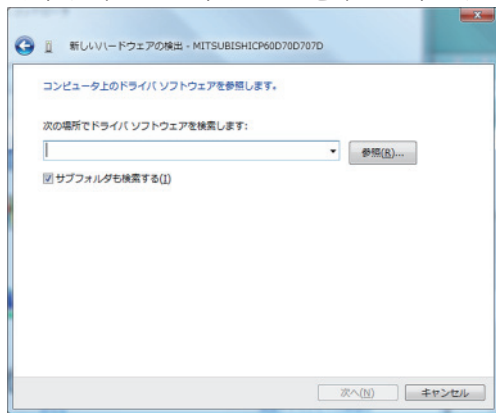 新しいハードウェアの検出 - MITSUBISHICP60D70D707D
コンピュータ上のドライバ ソフトウェアを参照します。
次の場所でドライバ ソフトウェアを検索します:
参照(R)...
サブフォルダも検索する(I)
次へ(N) キャンセル